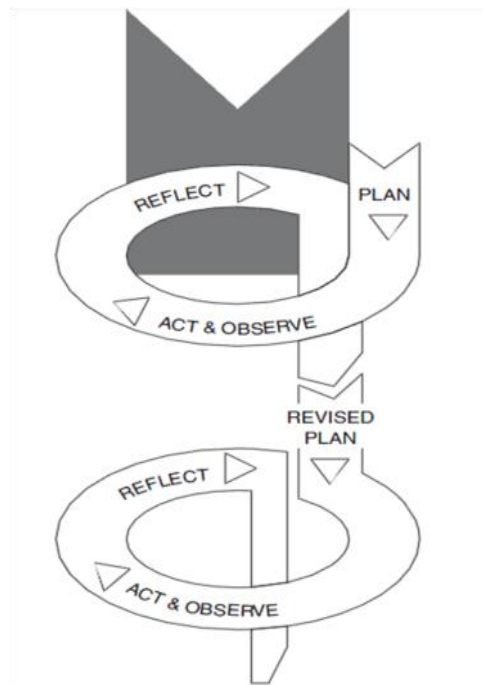 REFLECT
PLAN
ACT & OBSERVE
REVISED
PLAN
REFLECT
ACT & OBSERVE